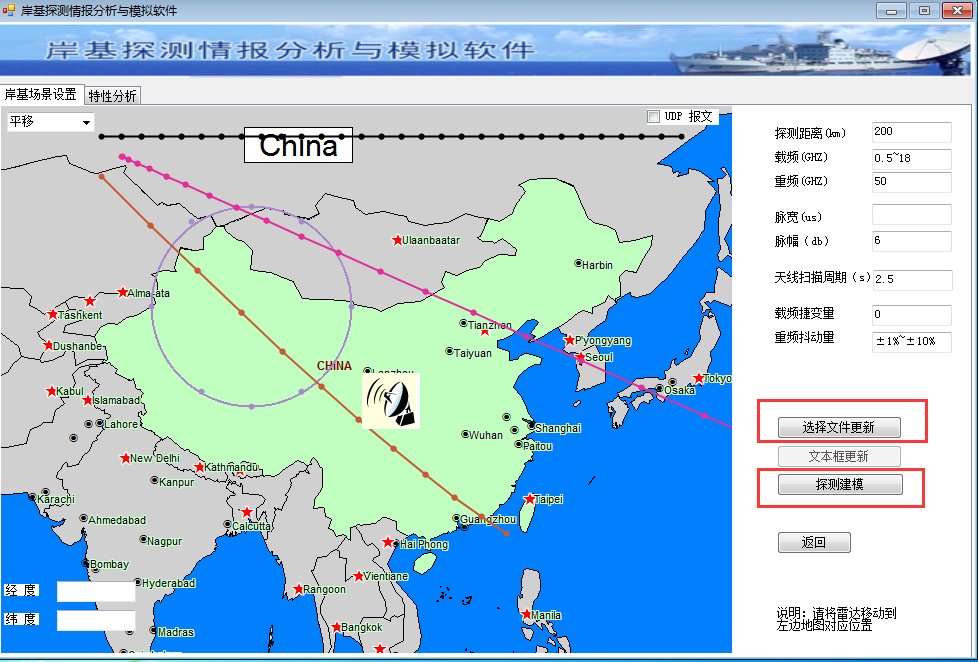 岸基探测情报分析与模拟软件
岸基探测情报分析与模拟软件
岸基场景设置 特性分析
平移
UDP 报文
China
Ulaanbaatar
Harbin
Alma-ata
Tashkent
Tianzhen
Pyongyang
Dushanbe
Taiyuan
Seoul
CHINA
Lanzhou
Tokyo
Kabul
Islamabad
Osaka
Lahore
Shanghai
Wuhan
Paitou
New Delhi
Kathmandu
Kanpur
Karachi
Taipei
Ahmedabad
Calcutta
Guangzhou
Nagpur
Hai Phong
Bombay
Vientiane
Hyderabad
Rangoon
Manila
Bangkok
Madras
经 度
纬 度
探测距离(km) 200
载频(GHZ) 0.5~18
重频(GHZ) 50
脉宽(us)
脉幅（db） 6
天线扫描周期（s） 2.5
载频捷变量 0
重频抖动量 ±1%~±10%
选择文件更新
文本框更新
探测建模
返回
说明：请将雷达移动到
左边地图对应位置